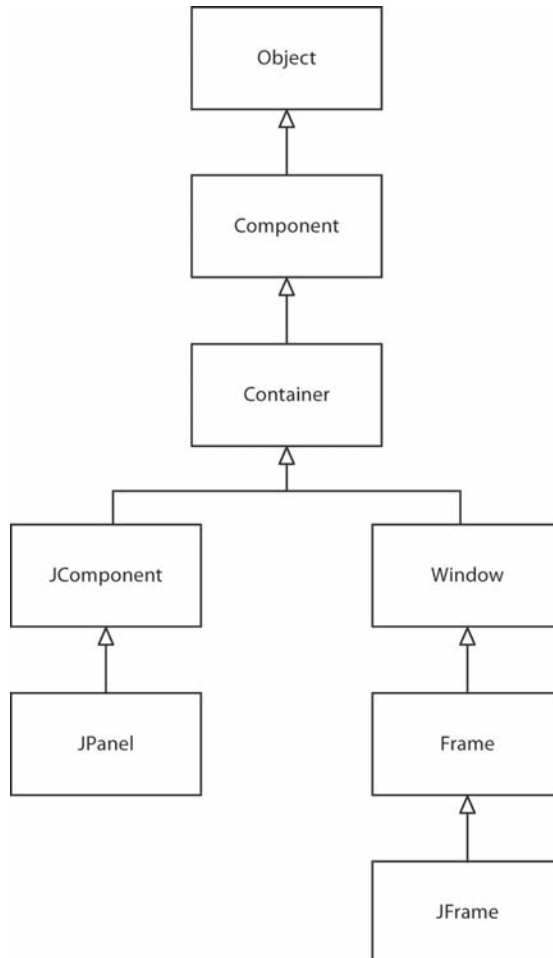 Object
Component
Container
JComponent
Window
JPanel
Frame
JFrame